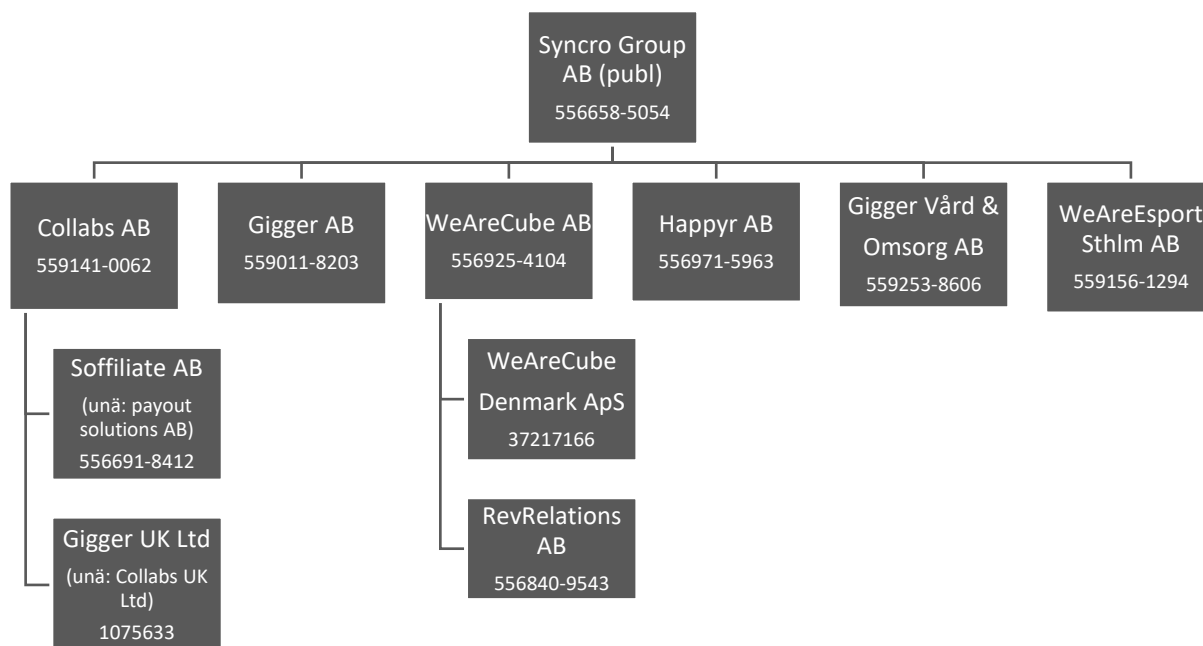 Syncro Group
AB (publ)
556658-5054
Collabs AB
559141-0062
Gigger AB
559011-8203
WeAreCube AB
556925-4104
Happyr AB
556971-5963
Gigger Vård &
Omsorg AB
559253-8606
WeAreEsport
Sthlm AB
559156-1294
Soffiliate AB
(unä: payout
solutions AB)
556691-8412
Gigger UK Ltd
(unä: Collabs UK
Ltd)
1075633
WeAreCube
Denmark ApS
37217166
RevRelations
AB
556840-9543